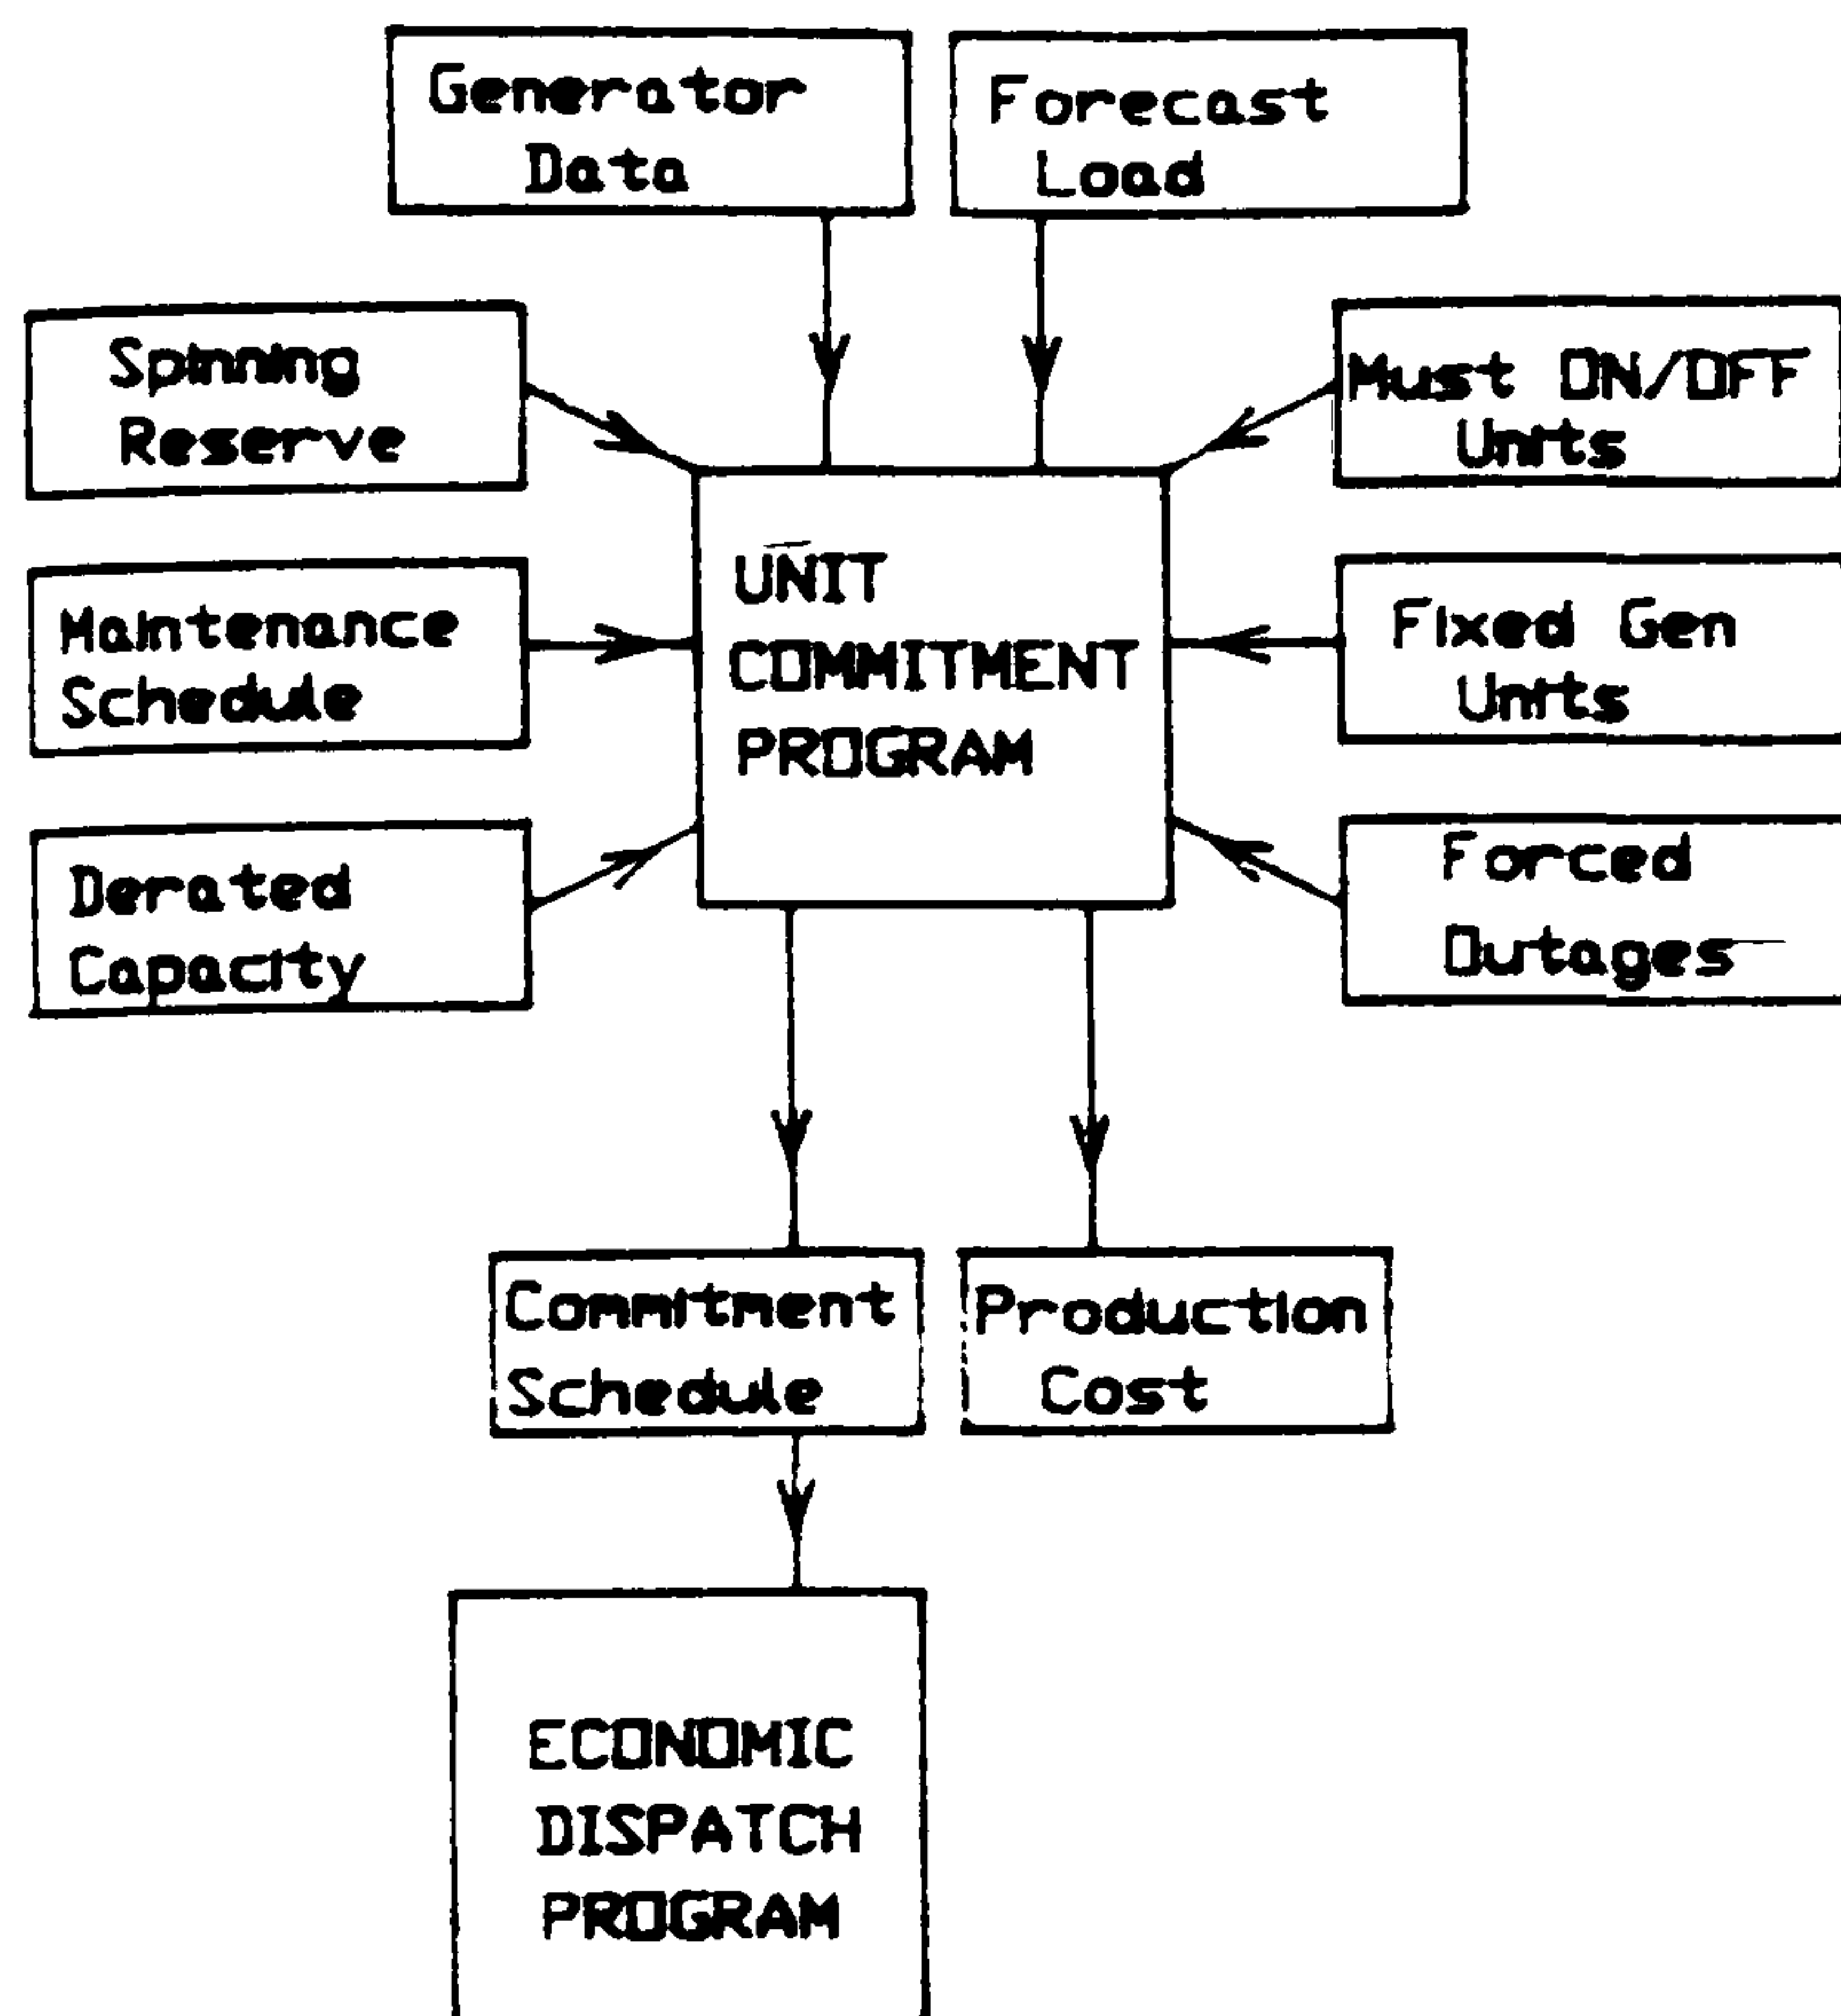 Generator
Data
Forecast
Load
Spinning
Reserve
Must ON/OFF
Units
UNIT
COMMITMENT
PROGRAM
Maintenance
Schedule
Fixed Gen
Units
Derated
Capacity
Forced
Outages
Commitment
Schedule
Production
Cost
ECONOMIC
DISPATCH
PROGRAM